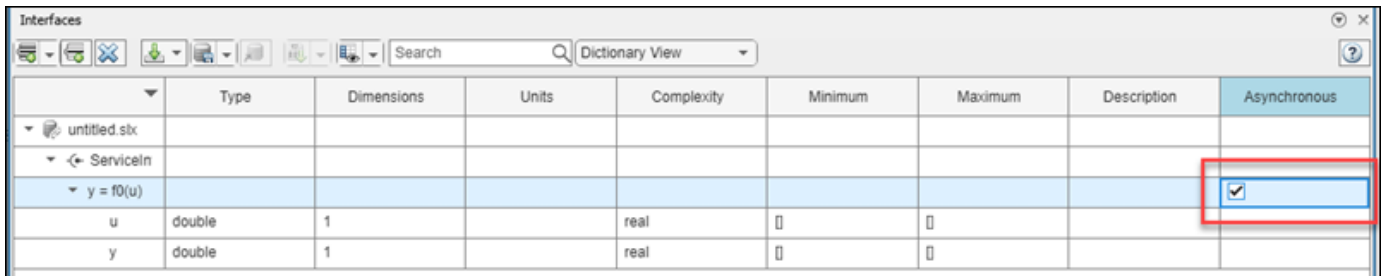 Interfaces
Search Dictionary View
Type Dimensions Units Complexity Minimum Maximum Description Asynchronous
untitled.slx
ServiceIn
y = f0(u)
u double 1 real [] []
y double 1 real [] []